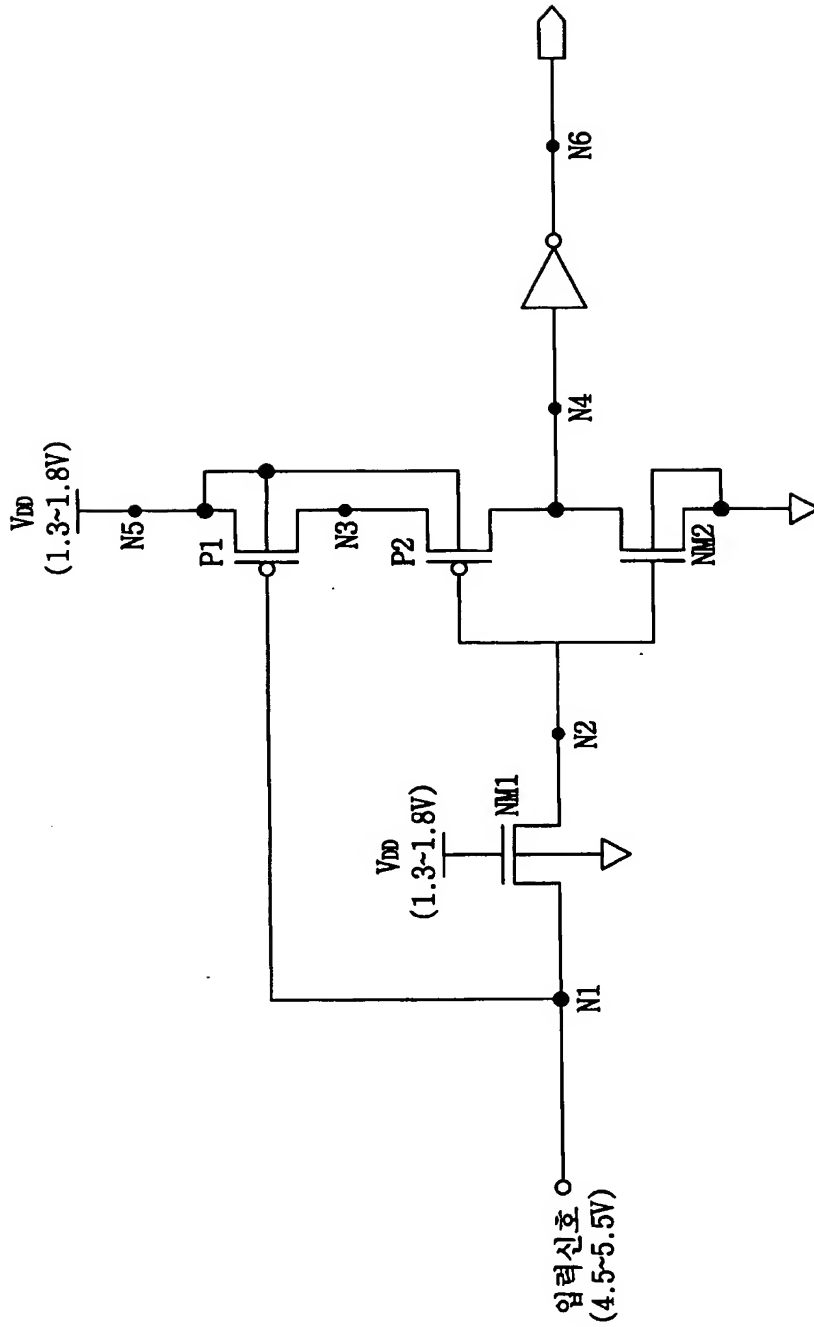 VDD
(1.3~1.8V)
N5
P1
N3
P2
N4
N6
NM2
VDD
(1.3~1.8V)
NM1
N2
N1
입력신호
(4.5~5.5V)